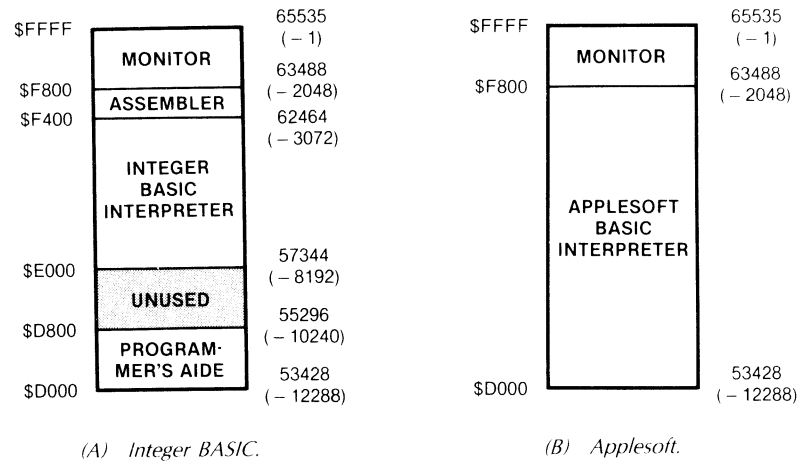 $FFFF
65535
(– 1)
MONITOR
63488
$F800
(– 2048)
ASSEMBLER
$F400
62464
(– 3072)
INTEGER
BASIC
INTERPRETER
57344
$E000
(– 8192)
UNUSED
55296
$D800
(– 10240)
PROGRAM-
MER'S AIDE
53428
$D000
(– 12288)
(A) Integer BASIC.
$FFFF
65535
(– 1)
MONITOR
63488
$F800
(– 2048)
APPLESOFT
BASIC
INTERPRETER
53428
$D000
(– 12288)
(B) Applesoft.